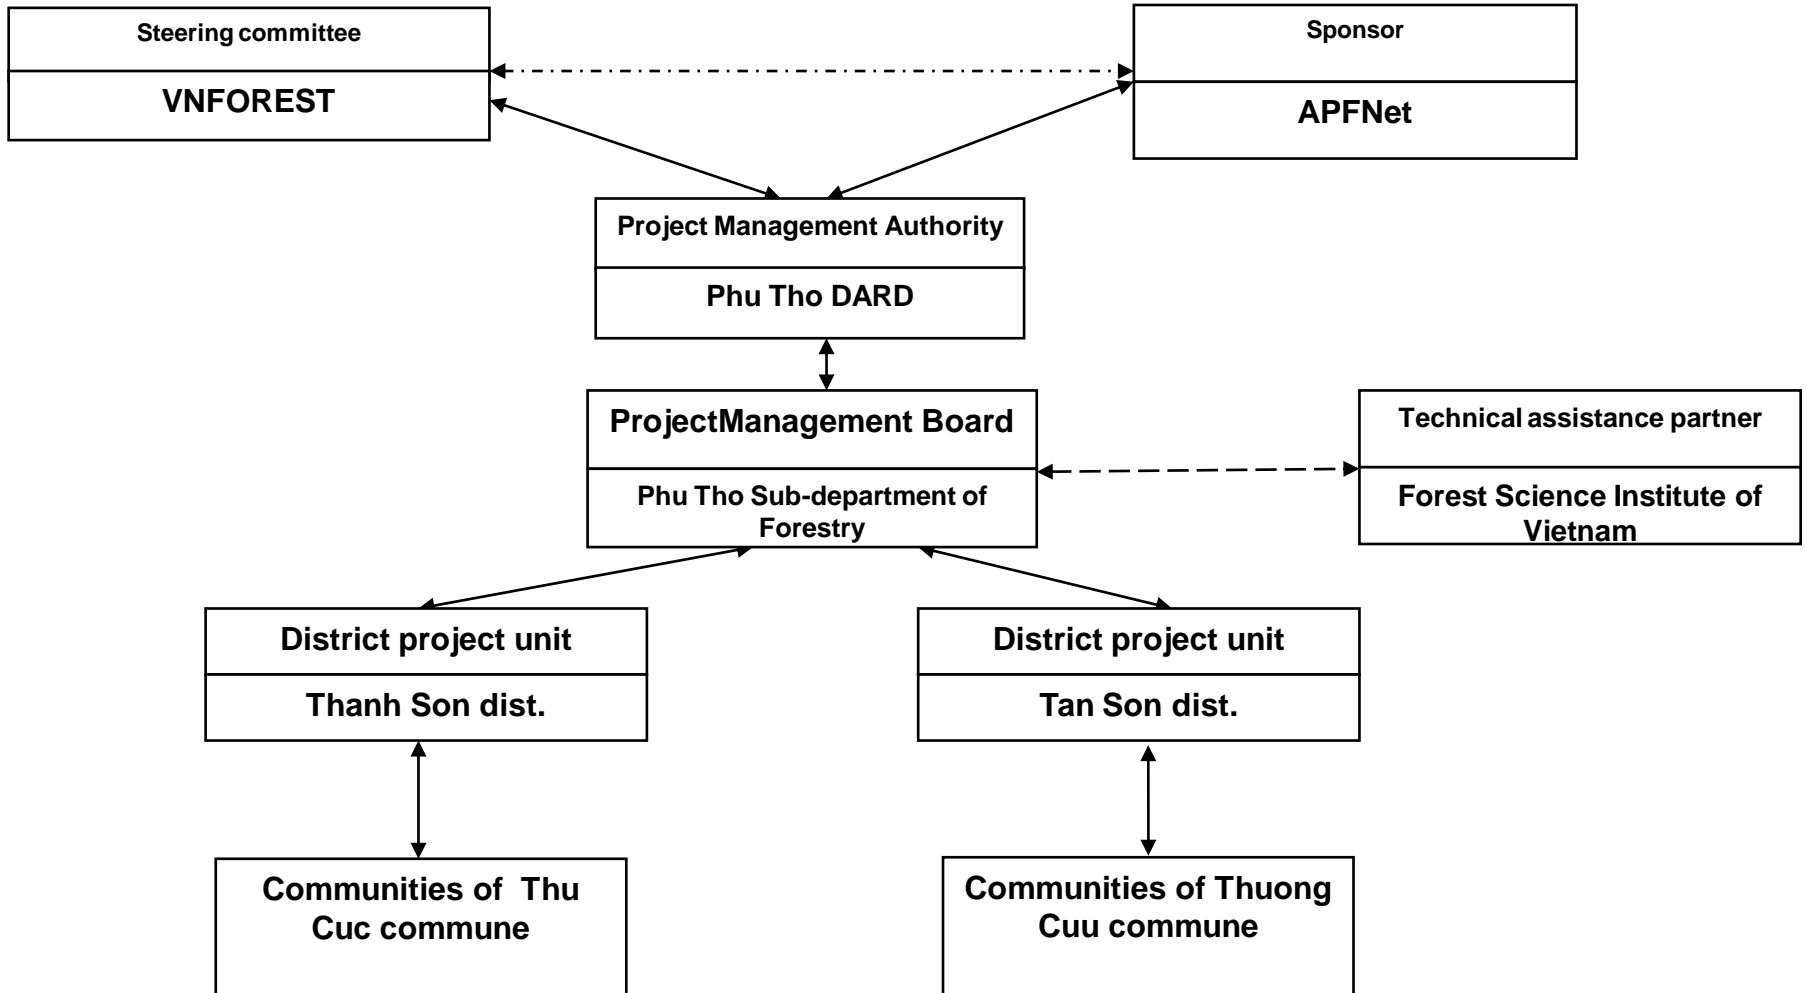 Steering committee
VNFOREST
Sponsor
APFNet
Project Management Authority
Phu Tho DARD
ProjectManagement Board
Phu Tho Sub-department of
Forestry
Technical assistance partner
Forest Science Institute of
Vietnam
District project unit
Thanh Son dist.
District project unit
Tan Son dist.
Communities of Thu
Cuc commune
Communities of Thuong
Cuu commune